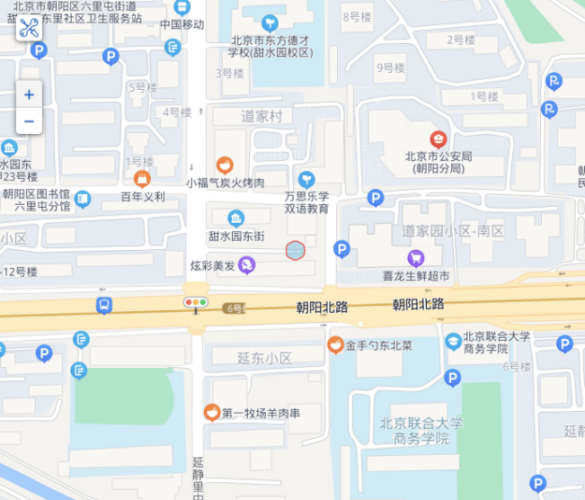 北京市朝阳区六里屯街道
甜
东里社区卫生服务站
中国移动
北京市东方德才
学校(甜水园校区)
8号楼
2号楼
9号楼
3号楼
5号楼
1号楼
4号楼
道家村
水园东
23号楼
1号楼
北京市公安局
(朝阳分局)
小福气炭火烤肉
朝阳区图书馆
六里屯分馆
百年义利
万思乐学
双语教育
小区
甜水园东街
道家园小区-南区
-12号楼
炫彩美发
喜龙生鲜超市
6号
朝阳北路
朝阳北路
延东小区
金手勺东北菜
北京联合大学
商务学院
6号楼
第一牧场羊肉串
北京联合大学
商务学院
延静
延静里中